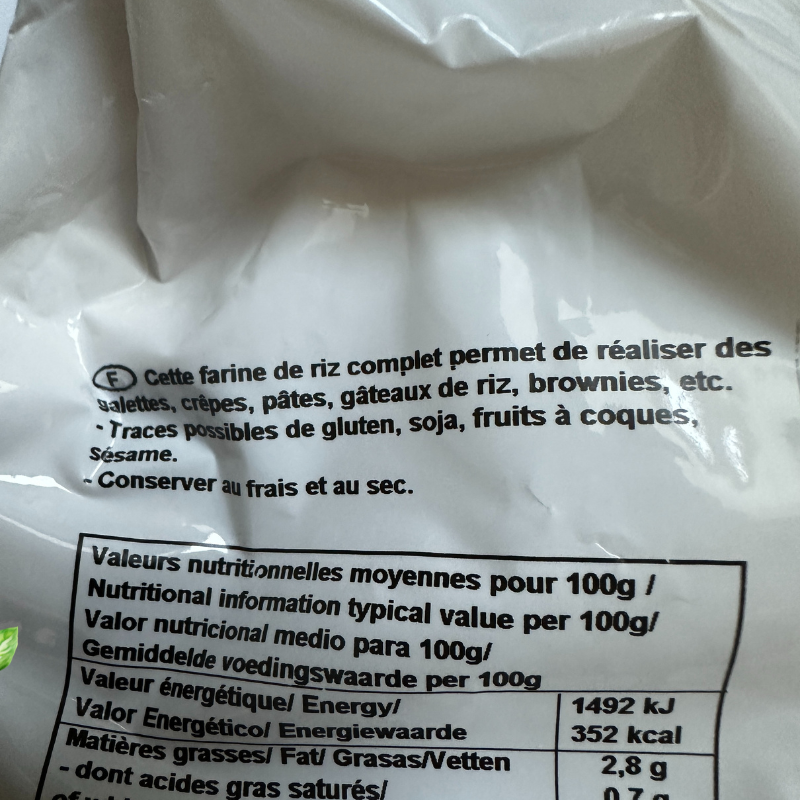 F Cette farine de riz complet permet de réaliser des
galettes, crêpes, pâtes, gâteaux de riz, brownies, etc.
- Traces possibles de gluten, soja, fruits à coques,
sésame.
- Conserver au frais et au sec.
Valeurs nutritionnelles moyennes pour 100g /
Nutritional information typical value per 100g/
Valor nutricional medio para 100g/
Gemiddelde voedingswaarde per 100g
Valeur énergétique/ Energy/ 1492 kJ
Valor Energético/ Energiewaarde 352 kcal
Matières grasses/ Fat/ Grasas/Vetten 2,8 g
- dont acides gras saturés/ 0,7 g